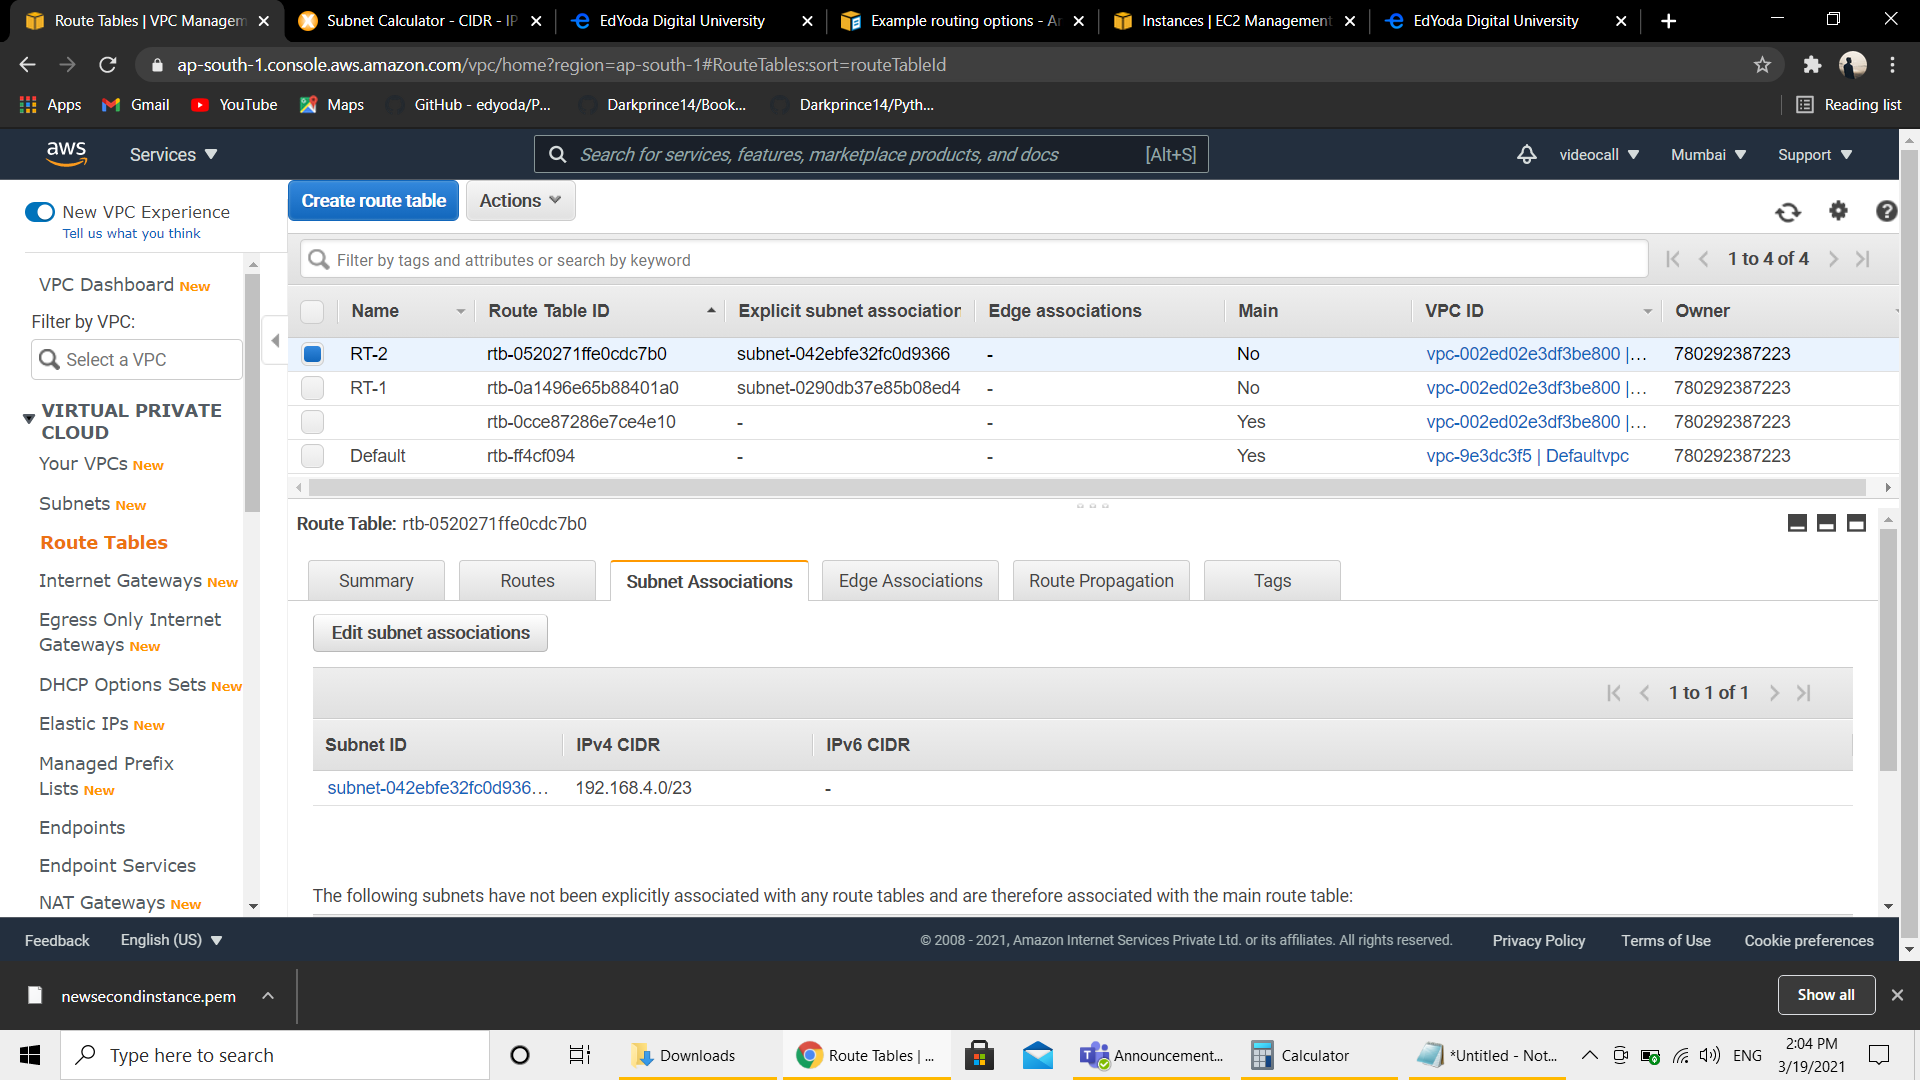 Route Tables | VPC Managem
Subnet Calculator - CIDR - IP
EdYoda Digital University
Example routing options - A
Instances | EC2 Management
EdYoda Digital University
ap-south-1.console.aws.amazon.com/vpc/home?region=ap-south-1#RouteTables:sort=routeTableId
Apps
Gmail
YouTube
Maps
GitHub - edyoda/P...
Darkprince14/Book...
Darkprince14/Pyth...
Reading list
aws
Services
Search for services, features, marketplace products, and docs
[Alt+S]
videocall
Mumbai
Support
New VPC Experience
Tell us what you think
Create route table
Actions
Filter by tags and attributes or search by keyword
1 to 4 of 4
VPC Dashboard New
Filter by VPC:
Select a VPC
VIRTUAL PRIVATE
CLOUD
Your VPCs New
Subnets New
Route Tables
Internet Gateways New
Egress Only Internet
Gateways New
DHCP Options Sets New
Elastic IPs New
Managed Prefix
Lists New
Endpoints
Endpoint Services
NAT Gateways New
Name Route Table ID Explicit subnet association Edge associations Main VPC ID Owner
RT-2 rtb-0520271ffe0cdc7b0 subnet-042ebfe32fc0d9366 - No vpc-002ed02e3df3be800 |... 780292387223
RT-1 rtb-0a1496e65b88401a0 subnet-0290db37e85b08ed4 - No vpc-002ed02e3df3be800 |... 780292387223
rtb-0cce87286e7ce4e10 - - Yes vpc-002ed02e3df3be800 |... 780292387223
Default rtb-ff4cf094 - - Yes vpc-9e3dc3f5 | Defaultvpc 780292387223
Route Table: rtb-0520271ffe0cdc7b0
Summary
Routes
Subnet Associations
Edge Associations
Route Propagation
Tags
Edit subnet associations
1 to 1 of 1
Subnet ID IPv4 CIDR IPv6 CIDR
subnet-042ebfe32fc0d936... 192.168.4.0/23 -
The following subnets have not been explicitly associated with any route tables and are therefore associated with the main route table:
Feedback
English (US)
© 2008 - 2021, Amazon Internet Services Private Ltd. or its affiliates. All rights reserved.
Privacy Policy
Terms of Use
Cookie preferences
newsecondinstance.pem
Show all
Type here to search
Downloads
Route Tables | ...
Announcement...
Calculator
*Untitled - Not...
ENG
2:04 PM
3/19/2021